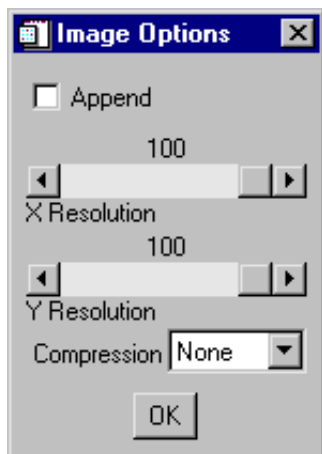 Image Options
Append
100
X Resolution
100
Y Resolution
Compression None
OK